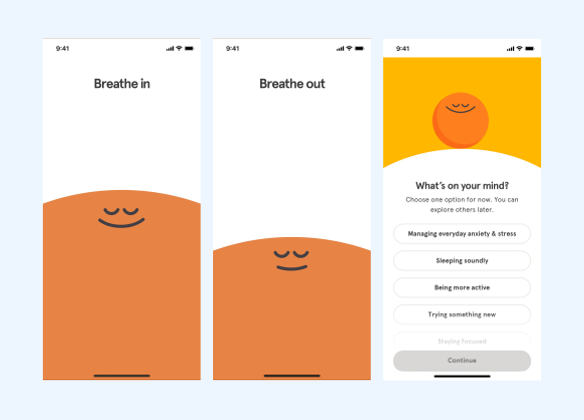 9:41
Breathe in
9:41
Breathe out
9:41
What's on your mind?
Choose one option for now. You can
explore others later.
Managing everyday anxiety & stress
Sleeping soundly
Being more active
Trying something new
Staying focused
Continue